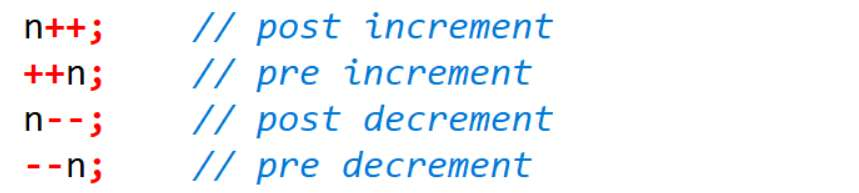 n++;    // post increment
++n;    // pre increment
n--;    // post decrement
--n;    // pre decrement